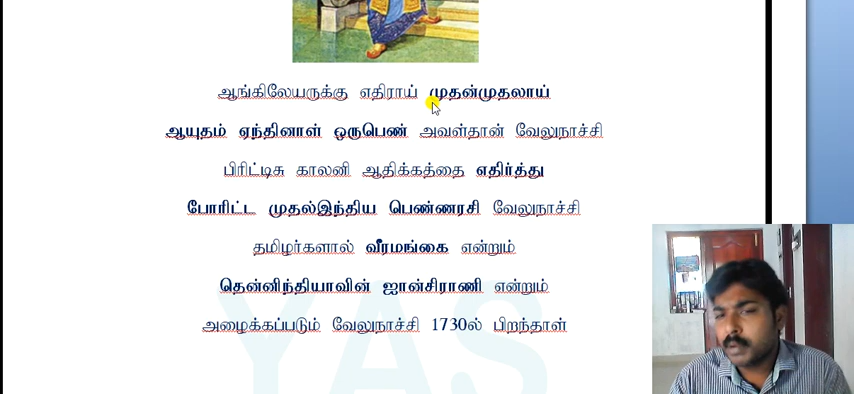 ஆங்கிலேயருக்கு எதிராய் முதன்முதலாய்
ஆயுதம் ஏந்தினாள் ஒருபெண் அவள்தான் வேலுநாச்சி
பிரிட்டிசு காலனி ஆதிக்கத்தை எதிர்த்து
போரிட்ட முதல்இந்திய பெண்ணரசி வேலுநாச்சி
தமிழர்களால் வீரமங்கை என்றும்
தென்னிந்தியாவின் ஜான்சிராணி என்றும்
அழைக்கப்படும் வேலுநாச்சி 1730ல் பிறந்தாள்
YAS